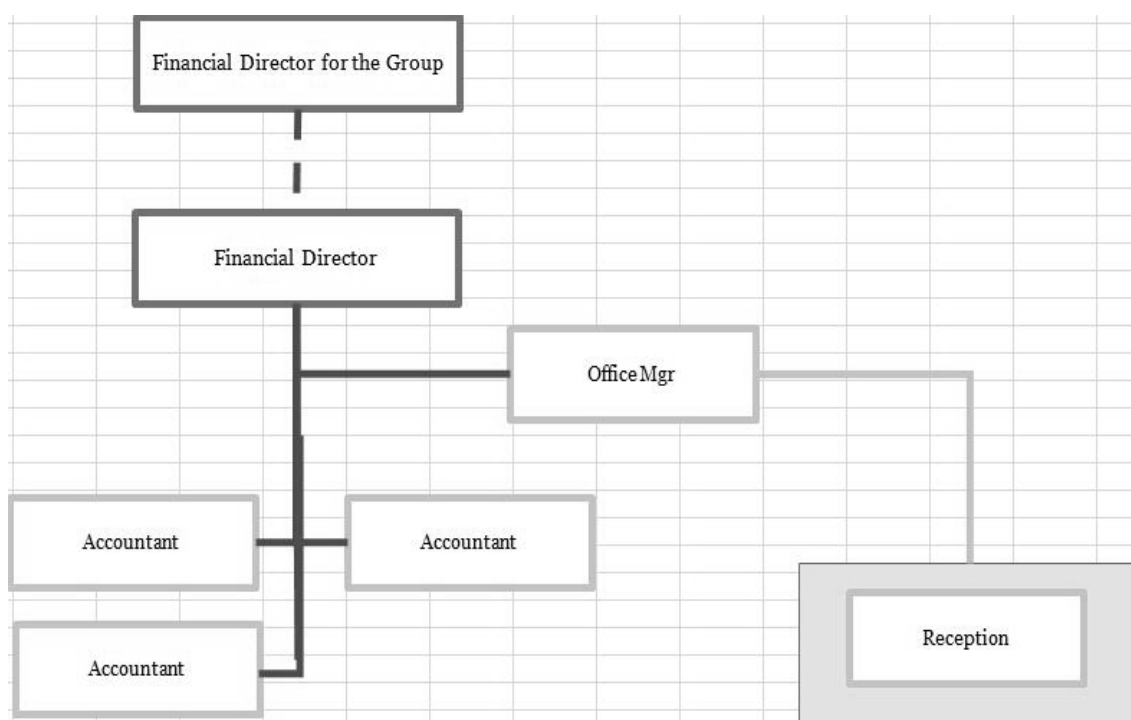 Financial Director for the Group
Financial Director
Office Mgr
Accountant
Accountant
Accountant
Reception